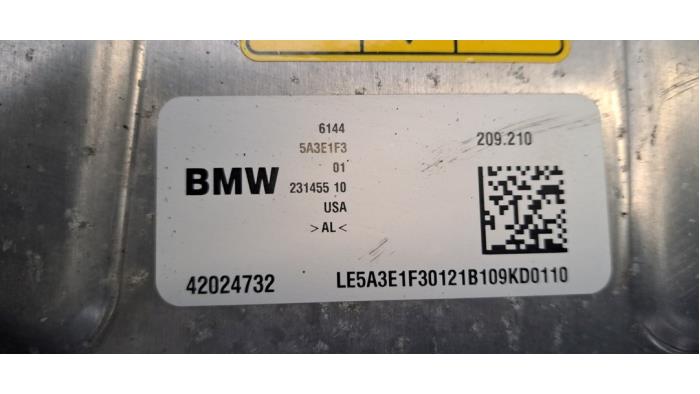 6144
5A3E1F3
01
BMW
231455 10
USA
>AL<
209.210
42024732
LE5A3E1F30121B109KD0110